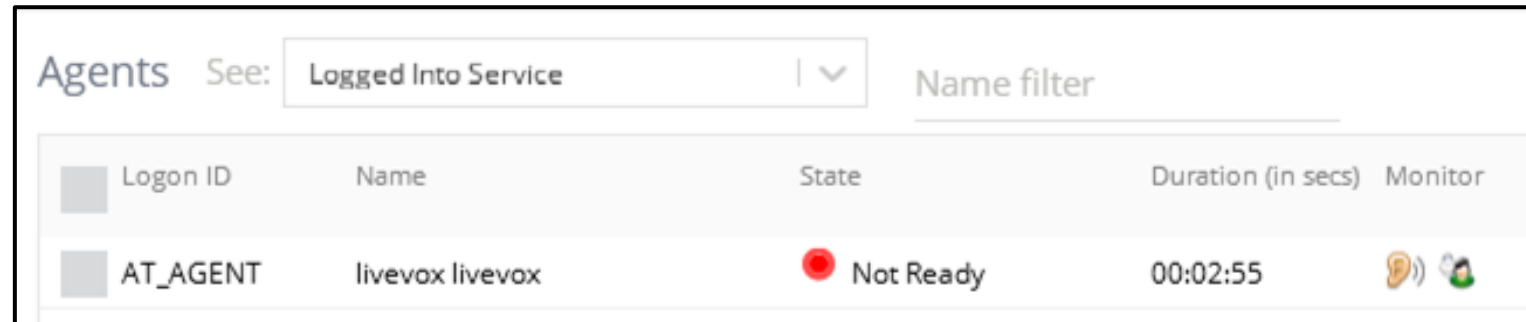 Agents See: Logged Into Service Name filter
Logon ID Name State Duration (in secs) Monitor
AT_AGENT livevox livevox Not Ready 00:02:55